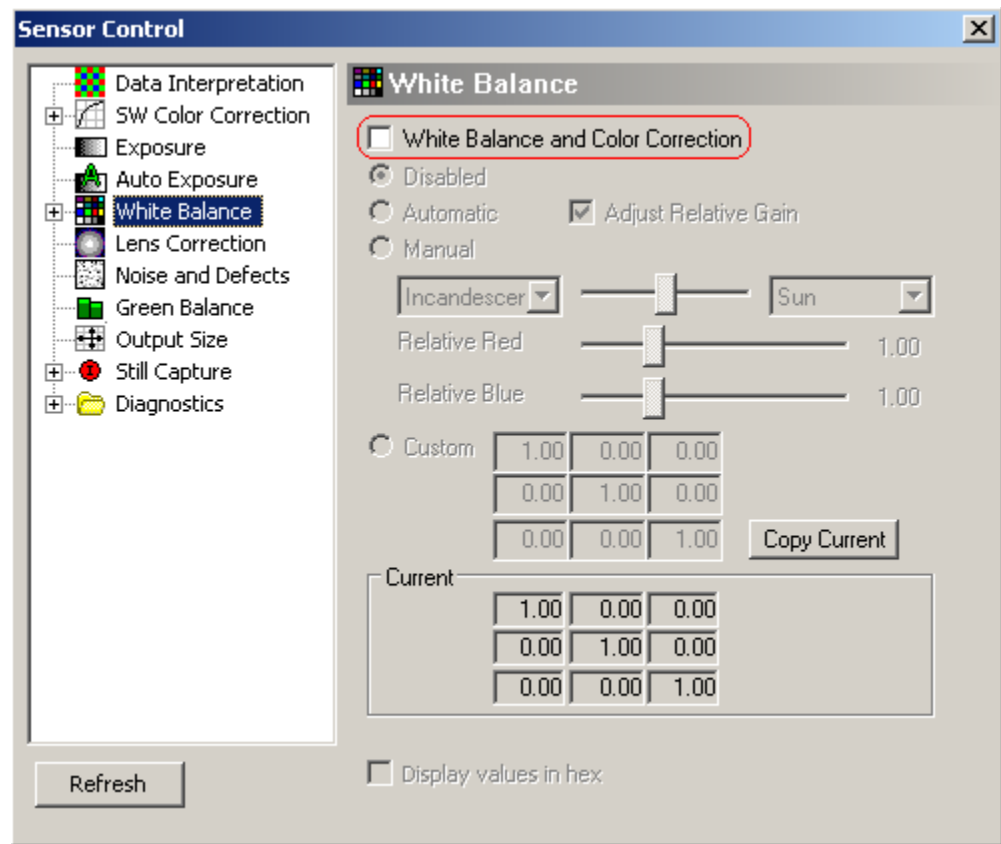 Sensor Control
Data Interpretation
SW Color Correction
Exposure
Auto Exposure
White Balance
Lens Correction
Noise and Defects
Green Balance
Output Size
Still Capture
Diagnostics
Refresh
White Balance
White Balance and Color Correction
Disabled
Automatic Adjust Relative Gain
Manual
Incandescer Sun
Relative Red 1.00
Relative Blue 1.00
Custom 1.00 0.00 0.00
0.00 1.00 0.00
0.00 0.00 1.00 Copy Current
Current
1.00 0.00 0.00
0.00 1.00 0.00
0.00 0.00 1.00
Display values in hex